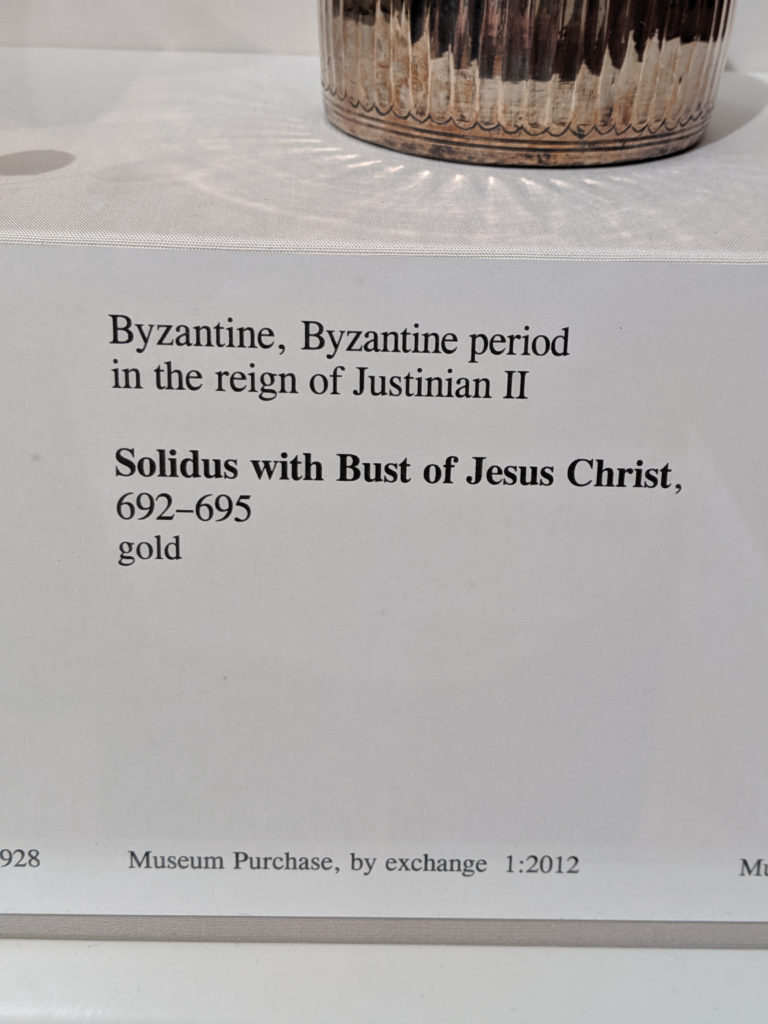 Byzantine, Byzantine period
in the reign of Justinian II
Solidus with Bust of Jesus Christ,
692–695
gold
928
Museum Purchase, by exchange 1:2012